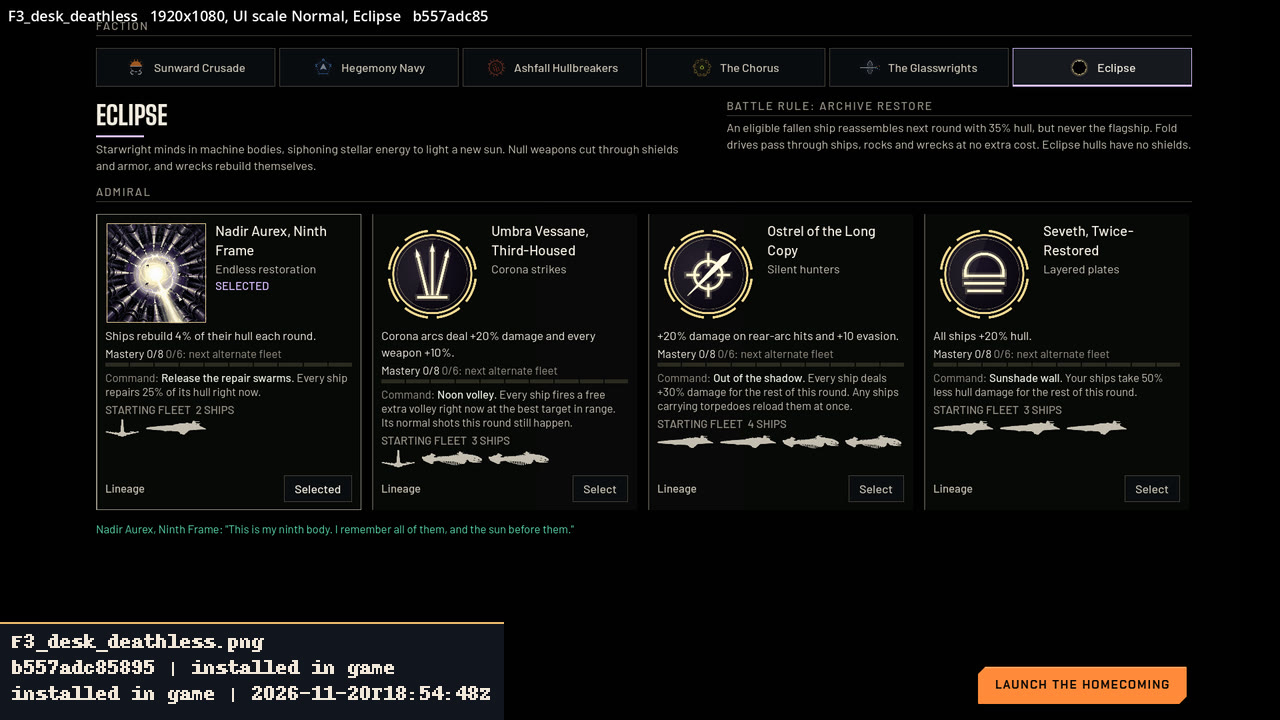 F3_desk_deathless 1920x1080, UI scale Normal, Eclipse b557adc85
FACTION
Sunward Crusade
Hegemony Navy
Ashfall Hullbreakers
The Chorus
The Glasswrights
Eclipse
ECLIPSE
Starwright minds in machine bodies, siphoning stellar energy to light a new sun. Null weapons cut through shields
and armor, and wrecks rebuild themselves.
BATTLE RULE: ARCHIVE RESTORE
An eligible fallen ship reassembles next round with 35% hull, but never the flagship. Fold
drives pass through ships, rocks and wrecks at no extra cost. Eclipse hulls have no shields.
ADMIRAL
Nadir Aurex, Ninth
Frame
Endless restoration
SELECTED
Ships rebuild 4% of their hull each round.
Mastery 0/8 0/6: next alternate fleet
Command: Release the repair swarms. Every ship
repairs 25% of its hull right now.
STARTING FLEET 2 SHIPS
Lineage
Selected
Umbra Vessane,
Third-Housed
Corona strikes
Corona arcs deal +20% damage and every
weapon +10%.
Mastery 0/8 0/6: next alternate fleet
Command: Noon volley. Every ship fires a free
extra volley right now at the best target in range.
Its normal shots this round still happen.
STARTING FLEET 3 SHIPS
Lineage
Select
Ostrel of the Long
Copy
Silent hunters
+20% damage on rear-arc hits and +10 evasion.
Mastery 0/8 0/6: next alternate fleet
Command: Out of the shadow. Every ship deals
+30% damage for the rest of this round. Any ships
carrying torpedoes reload them at once.
STARTING FLEET 4 SHIPS
Lineage
Select
Seveth, Twice-
Restored
Layered plates
All ships +20% hull.
Mastery 0/8 0/6: next alternate fleet
Command: Sunshade wall. Your ships take 50%
less hull damage for the rest of this round.
STARTING FLEET 3 SHIPS
Lineage
Select
Nadir Aurex, Ninth Frame: "This is my ninth body. I remember all of them, and the sun before them."
F3_desk_deathless.png
b557adc85895 | installed in game
installed in game | 2026-11-20T18:54:48Z
LAUNCH THE HOMECOMING